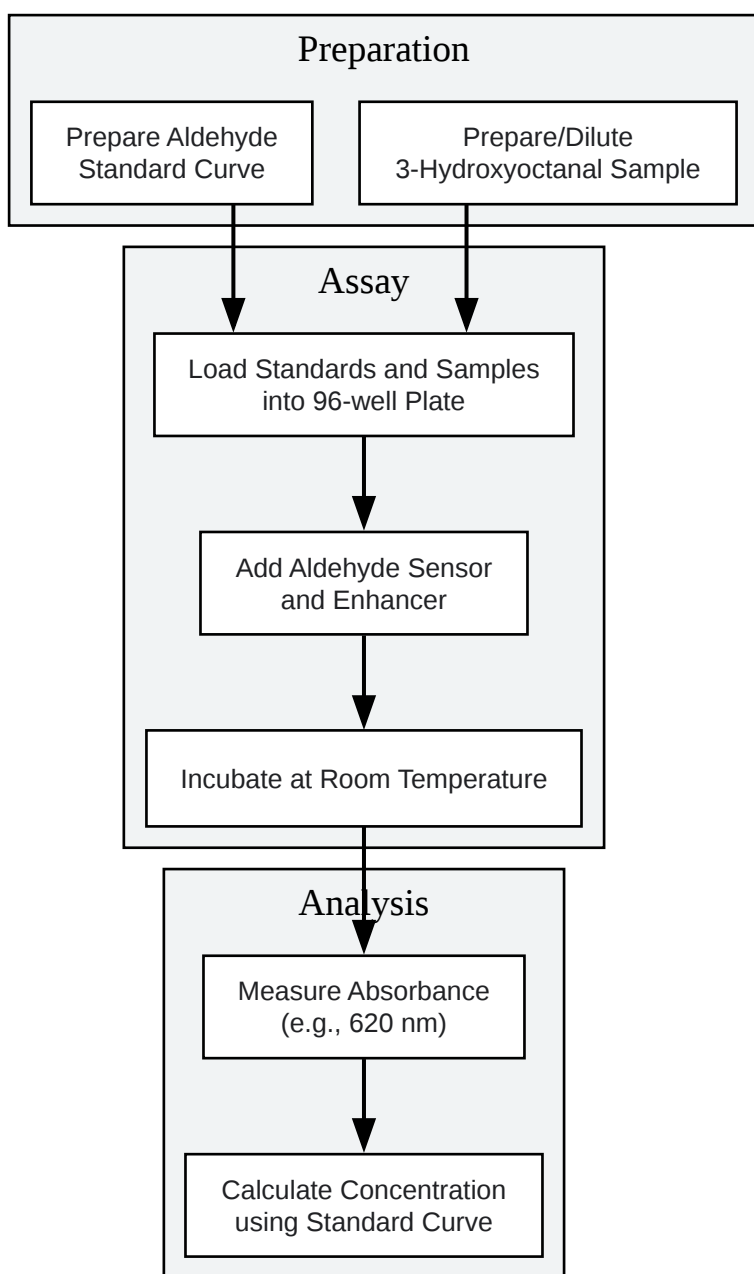 Preparation
Prepare Aldehyde
Standard Curve
Prepare/Dilute
3-Hydroxyoctanal Sample
Assay
Load Standards and Samples
into 96-well Plate
Add Aldehyde Sensor
and Enhancer
Incubate at Room Temperature
Analysis
Measure Absorbance
(e.g., 620 nm)
Calculate Concentration
using Standard Curve